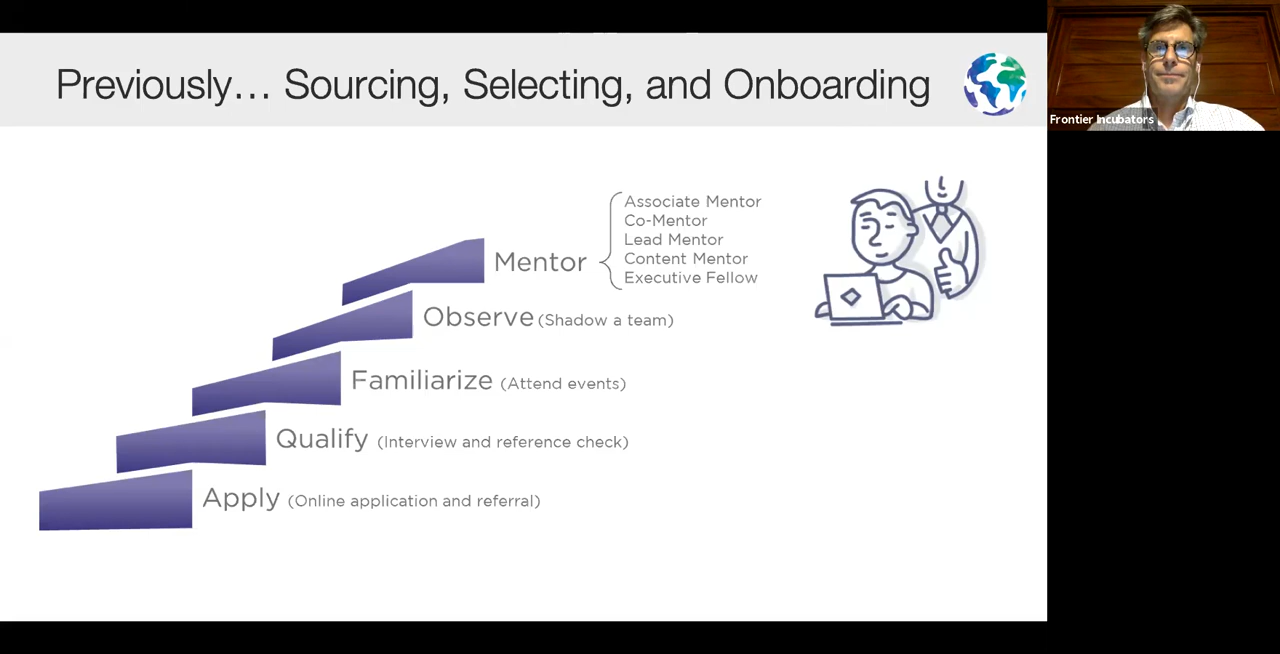 Previously... Sourcing, Selecting, and Onboarding
Frontier Incubators
Associate Mentor
Co-Mentor
Lead Mentor
Content Mentor
Executive Fellow
Mentor
Observe (Shadow a team)
Familiarize (Attend events)
Qualify (Interview and reference check)
Apply (Online application and referral)